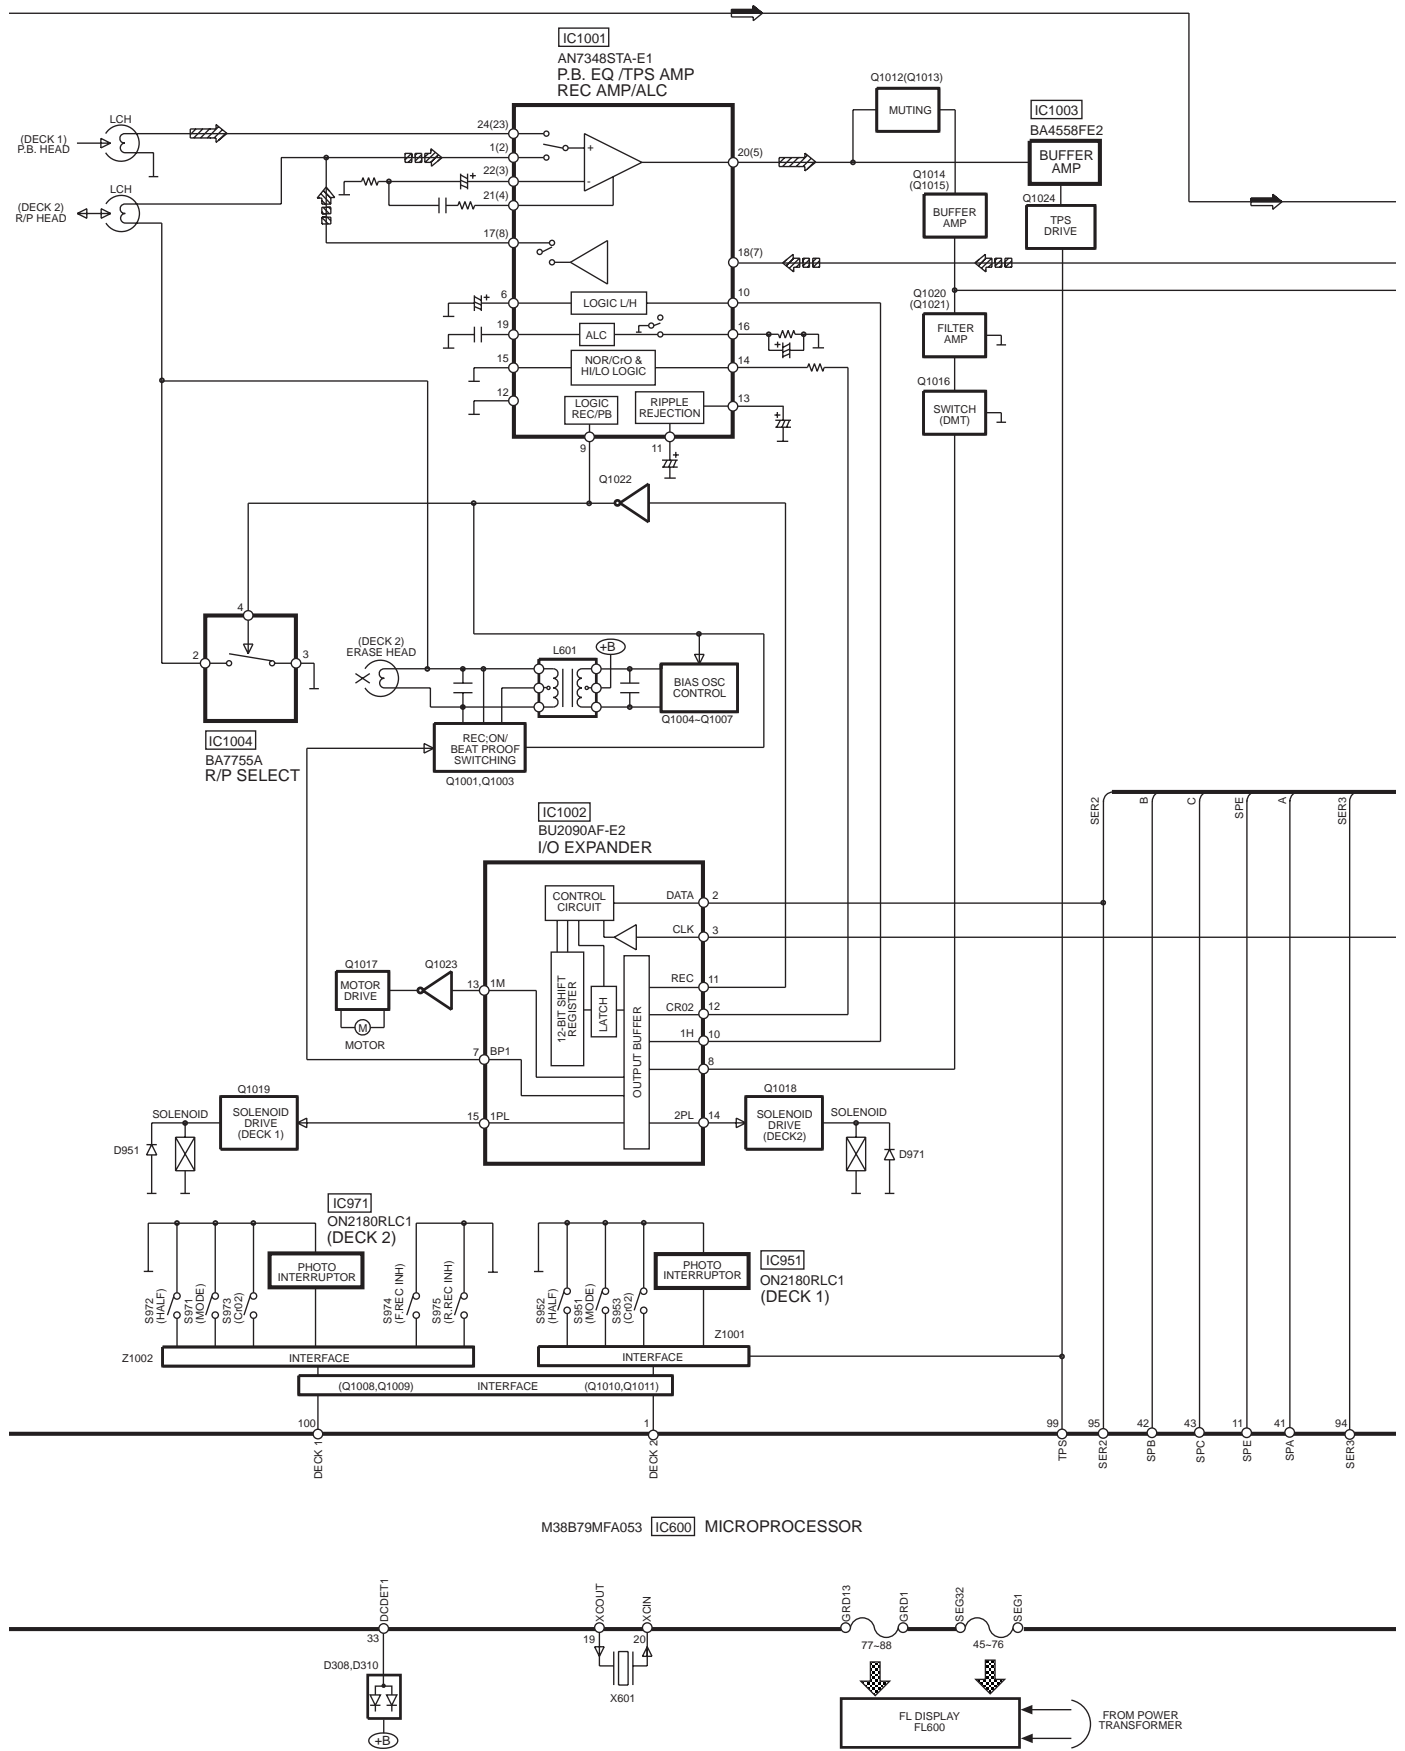 IC1001
AN7348STA-E1
P.B. EQ /TPS AMP
REC AMP/ALC
Q1012(Q1013)
MUTING
IC1003
BA4558FE2
BUFFER
AMP
LCH
(DECK 1)
P.B. HEAD
24(23)
1(2)
20(5)
22(3)
21(4)
+
-
LCH
(DECK 2)
R/P HEAD
Q1014
(Q1015)
BUFFER
AMP
Q1024
TPS
DRIVE
17(8)
18(7)
6
+
LOGIC L/H
10
Q1020
(Q1021)
FILTER
AMP
19
ALC
16
+
15
NOR/CrO &
HI/LO LOGIC
14
12
LOGIC
REC/PB
RIPPLE
REJECTION
13
+
Q1016
SWITCH
(DMT)
9
11
+
Q1022
4
2
3
IC1004
BA7755A
R/P SELECT
(DECK 2)
ERASE HEAD
L601
+B
BIAS OSC
CONTROL
Q1004~Q1007
REC;ON/
BEAT PROOF
SWITCHING
Q1001,Q1003
SER2
B
C
SPE
A
SER3
IC1002
BU2090AF-E2
I/O EXPANDER
CONTROL
CIRCUIT
DATA
2
CLK
3
REC
11
CR02
12
1H
10
8
12-BIT SHIFT
REGISTER
LATCH
OUTPUT BUFFER
Q1017
MOTOR
DRIVE
M
MOTOR
Q1023
13
1M
7
BP1
Q1019
SOLENOID
SOLENOID
DRIVE
(DECK 1)
D951
15
1PL
2PL
14
Q1018
SOLENOID
DRIVE
(DECK2)
SOLENOID
D971
IC971
ON2180RLC1
(DECK 2)
PHOTO
INTERRUPTOR
S972
(HALF)
S971
(MODE)
S973
(Cr02)
S974
(F.REC INH)
S975
(R.REC INH)
S952
(HALF)
S951
(MODE)
S953
(Cr02)
PHOTO
INTERRUPTOR
IC951
ON2180RLC1
(DECK 1)
Z1002
INTERFACE
Z1001
INTERFACE
(Q1008,Q1009)
INTERFACE
(Q1010,Q1011)
100
DECK 1
1
DECK 2
99
TPS
95
SER2
42
SPB
43
SPC
11
SPE
41
SPA
94
SER3
M38B79MFA053 IC600 MICROPROCESSOR
DCDET1
33
D308,D310
+B
XCOUT
19
XCIN
20
X601
GRD13
GRD1
77~88
SEG32
SEG1
45~76
FL DISPLAY
FL600
FROM POWER
TRANSFORMER